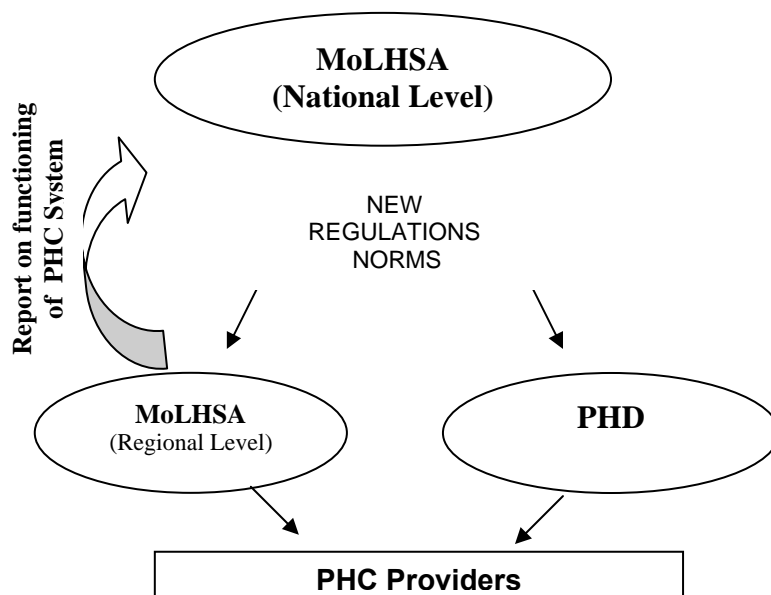 MoLHSA
(National Level)
Report on functioning
of PHC System
NEW
REGULATIONS
NORMS
MoLHSA
(Regional Level)
PHD
PHC Providers